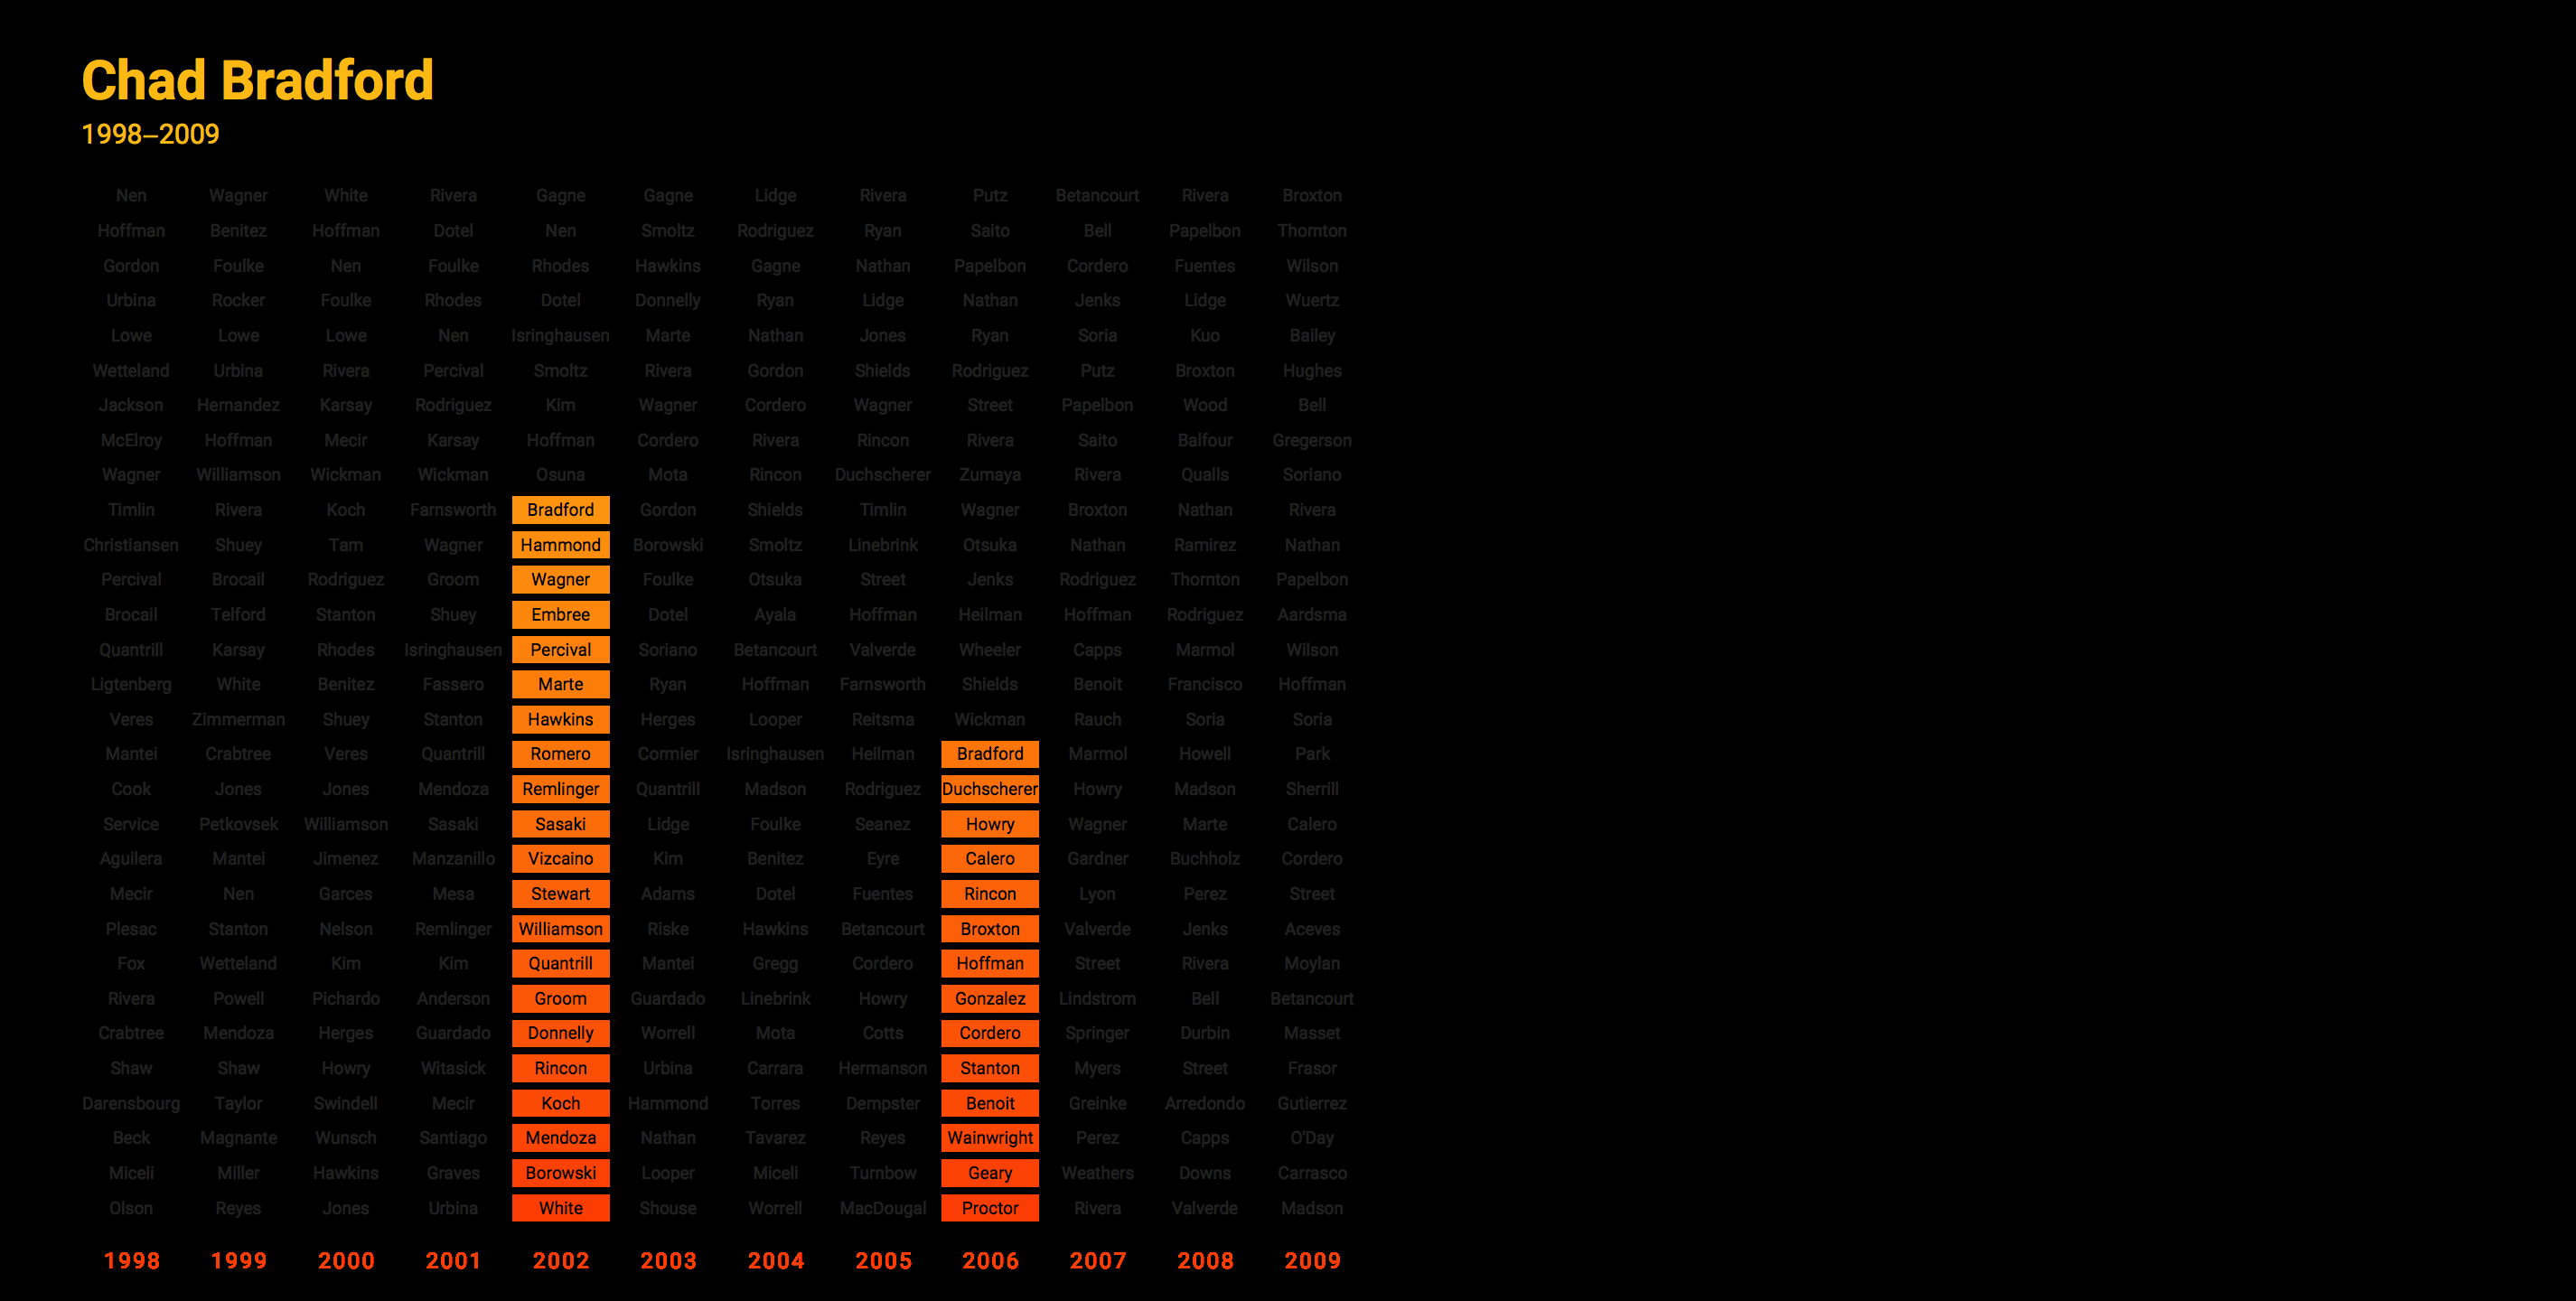 Chad Bradford
1998–2009
Nen Wagner White Rivera Gagne Gagne Lidge Rivera Putz Betancourt Rivera Broxton
Hoffman Benitez Hoffman Dotel Nen Smoltz Rodriguez Ryan Saito Bell Papelbon Thornton
Gordon Foulke Nen Foulke Rhodes Hawkins Gagne Nathan Papelbon Cordero Fuentes Wilson
Urbina Rocker Foulke Rhodes Dotel Donnelly Ryan Lidge Nathan Jenks Lidge Wuertz
Lowe Lowe Lowe Nen Isringhausen Marte Nathan Jones Ryan Soria Kuo Bailey
Wetteland Urbina Rivera Percival Smoltz Rivera Gordon Shields Rodriguez Putz Broxton Hughes
Jackson Hernandez Karsay Rodriguez Kim Wagner Cordero Wagner Street Papelbon Wood Bell
McElroy Hoffman Mecir Karsay Hoffman Cordero Rivera Rincon Rivera Saito Balfour Gregerson
Wagner Williamson Wickman Wickman Osuna Mota Rincon Duchscherer Zumaya Rivera Qualls Soriano
Timlin Rivera Koch Farnsworth Bradford Gordon Shields Timlin Wagner Broxton Nathan Rivera
Christiansen Shuey Tam Wagner Hammond Borowski Smoltz Linebrink Otsuka Nathan Ramirez Nathan
Percival Brocail Rodriguez Groom Wagner Foulke Otsuka Street Jenks Rodriguez Thornton Papelbon
Brocail Telford Stanton Shuey Embree Dotel Ayala Hoffman Heilman Hoffman Rodriguez Aardsma
Quantrill Karsay Rhodes Isringhausen Percival Soriano Betancourt Valverde Wheeler Capps Marmol Wilson
Ligtenberg White Benitez Fassero Marte Ryan Hoffman Farnsworth Shields Benoit Francisco Hoffman
Veres Zimmerman Shuey Stanton Hawkins Herges Looper Reitsma Wickman Rauch Soria Soria
Mantei Crabtree Veres Quantrill Romero Cormier Isringhausen Heilman Bradford Marmol Howell Park
Cook Jones Jones Mendoza Remlinger Quantrill Madson Rodriguez Duchscherer Howry Madson Sherrill
Service Petkovsek Williamson Sasaki Sasaki Lidge Foulke Seanez Howry Wagner Marte Calero
Aguilera Mantei Jimenez Manzanillo Vizcaino Kim Benitez Eyre Calero Gardner Buchholz Cordero
Mecir Nen Garces Mesa Stewart Adams Dotel Fuentes Rincon Lyon Perez Street
Plesac Stanton Nelson Remlinger Williamson Riske Hawkins Betancourt Broxton Valverde Jenks Aceves
Fox Wetteland Kim Kim Quantrill Mantei Gregg Cordero Hoffman Street Rivera Moylan
Rivera Powell Pichardo Anderson Groom Guardado Linebrink Howry Gonzalez Lindstrom Bell Betancourt
Crabtree Mendoza Herges Guardado Donnelly Worrell Mota Cotts Cordero Springer Durbin Masset
Shaw Shaw Howry Witasick Rincon Urbina Carrara Hermanson Stanton Myers Street Frasor
Darensbourg Taylor Swindell Mecir Koch Hammond Torres Dempster Benoit Greinke Arredondo Gutierrez
Beck Magnante Wunsch Santiago Mendoza Nathan Tavarez Reyes Wainwright Perez Capps O'Day
Miceli Miller Hawkins Graves Borowski Looper Miceli Turnbow Geary Weathers Downs Carrasco
Olson Reyes Jones Urbina White Shouse Worrell MacDougal Proctor Rivera Valverde Madson
1998 1999 2000 2001 2002 2003 2004 2005 2006 2007 2008 2009